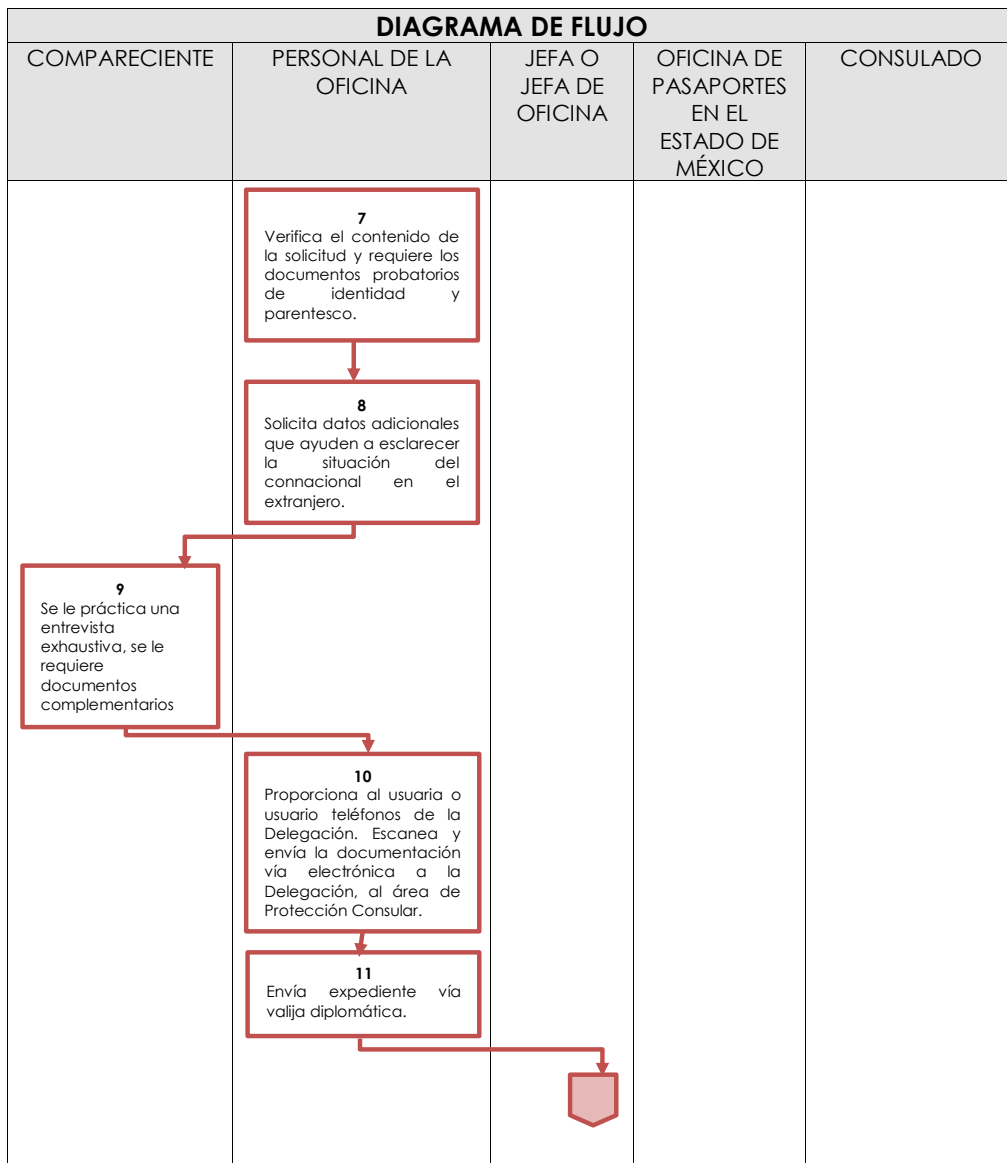 DIAGRAMA DE FLUJO
COMPARECIENTE
PERSONAL DE LA
OFICINA
JEFA O
JEFA DE
OFICINA
OFICINA DE
PASAPORTES
EN EL
ESTADO DE
MÉXICO
CONSULADO
7
Verifica el contenido de
la solicitud y requiere los
documentos probatorios
de identidad y
parentesco.
8
Solicita datos adicionales
que ayuden a esclarecer
la situación del
connacional en el
extranjero.
9
Se le práctica una
entrevista
exhaustiva, se le
requiere
documentos
complementarios
10
Proporciona al usuaria o
usuario teléfonos de la
Delegación. Escanea y
envía la documentación
vía electrónica a la
Delegación, al área de
Protección Consular.
11
Envía expediente vía
valija diplomática.